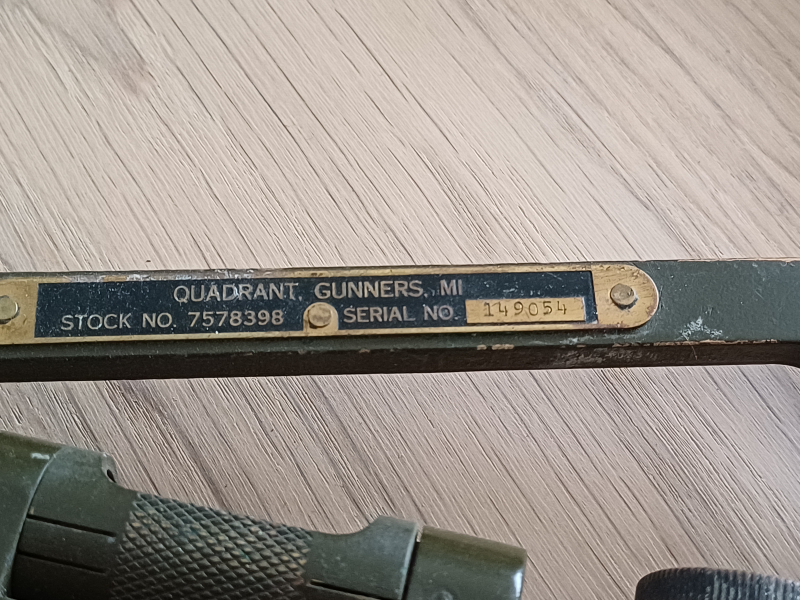 QUADRANT, GUNNERS, MI
STOCK NO. 7578398 SERIAL NO. 149054